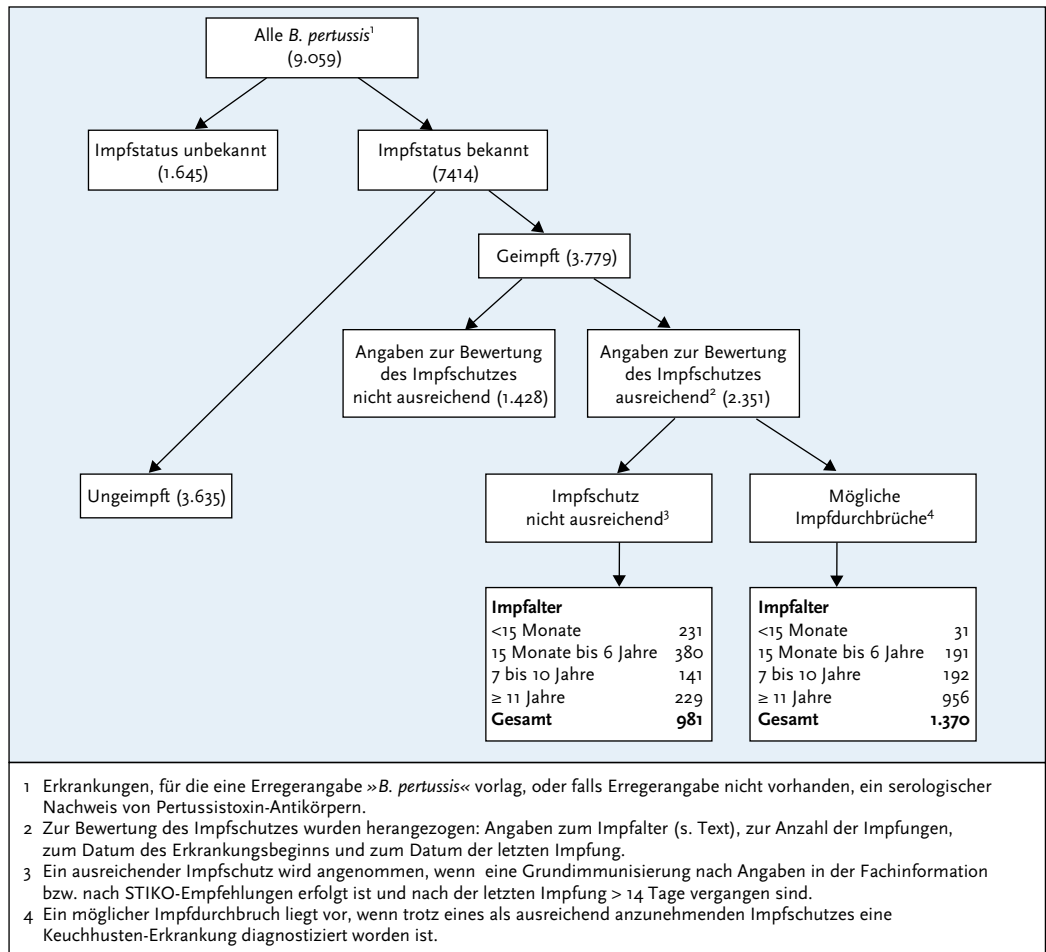 Alle B. pertussis¹
(9.059)
Impfstatus unbekannt
(1.645)
Impfstatus bekannt
(7414)
Geimpft (3.779)
Angaben zur Bewertung
des Impfschutzes
nicht ausreichend (1.428)
Angaben zur Bewertung
des Impfschutzes
ausreichend² (2.351)
Ungeimpft (3.635)
Impfschutz
nicht ausreichend³
Mögliche
Impfdurchbrüche⁴
Impfalter
<15 Monate 231
15 Monate bis 6 Jahre 380
7 bis 10 Jahre 141
≥ 11 Jahre 229
Gesamt 981
Impfalter
<15 Monate 31
15 Monate bis 6 Jahre 191
7 bis 10 Jahre 192
≥ 11 Jahre 956
Gesamt 1.370
1 Erkrankungen, für die eine Erregerangabe »B. pertussis« vorlag, oder falls Erregerangabe nicht vorhanden, ein serologischer
Nachweis von Pertussistoxin-Antikörpern.
2 Zur Bewertung des Impfschutzes wurden herangezogen: Angaben zum Impfalter (s. Text), zur Anzahl der Impfungen,
zum Datum des Erkrankungsbeginns und zum Datum der letzten Impfung.
3 Ein ausreichender Impfschutz wird angenommen, wenn eine Grundimmunisierung nach Angaben in der Fachinformation
bzw. nach STIKO-Empfehlungen erfolgt ist und nach der letzten Impfung > 14 Tage vergangen sind.
4 Ein möglicher Impfdurchbruch liegt vor, wenn trotz eines als ausreichend anzunehmenden Impfschutzes eine
Keuchhusten-Erkrankung diagnostiziert worden ist.